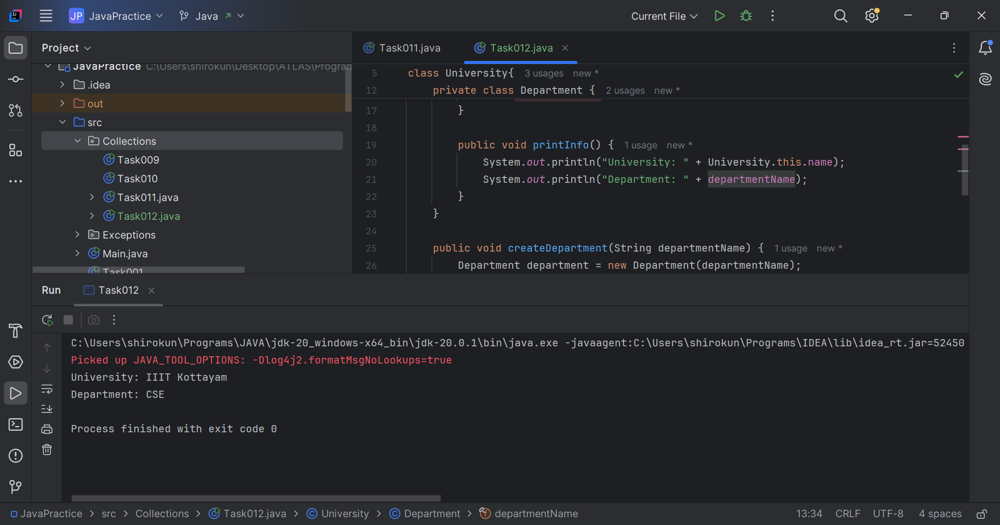 JP JavaPractice Java Current File
Project
JavaPractice C:\Users\shirokun\Desktop\ATLAS\Program
.idea
out
src
Collections
Task009
Task010
Task011.java
Task012.java
Exceptions
Main.java
Task001
Task011.java Task012.java
5 class University{ 3 usages new *
12 private class Department { 2 usages new *
17 }
18
19 public void printInfo() { 1 usage new *
20 System.out.println("University: " + University.this.name);
21 System.out.println("Department: " + departmentName);
22 }
23 }
24
25 public void createDepartment(String departmentName) { 1 usage new *
26 Department department = new Department(departmentName);
Run Task012
C:\Users\shirokun\Programs\JAVA\jdk-20_windows-x64_bin\jdk-20.0.1\bin\java.exe -javaagent:C:\Users\shirokun\Programs\IDEA\lib\idea_rt.jar=52450
Picked up JAVA_TOOL_OPTIONS: -Dlog4j2.formatMsgNoLookups=true
University: IIIT Kottayam
Department: CSE
Process finished with exit code 0
JavaPractice > src > Collections > Task012.java > University > Department > departmentName 13:34 CRLF UTF-8 4 spaces